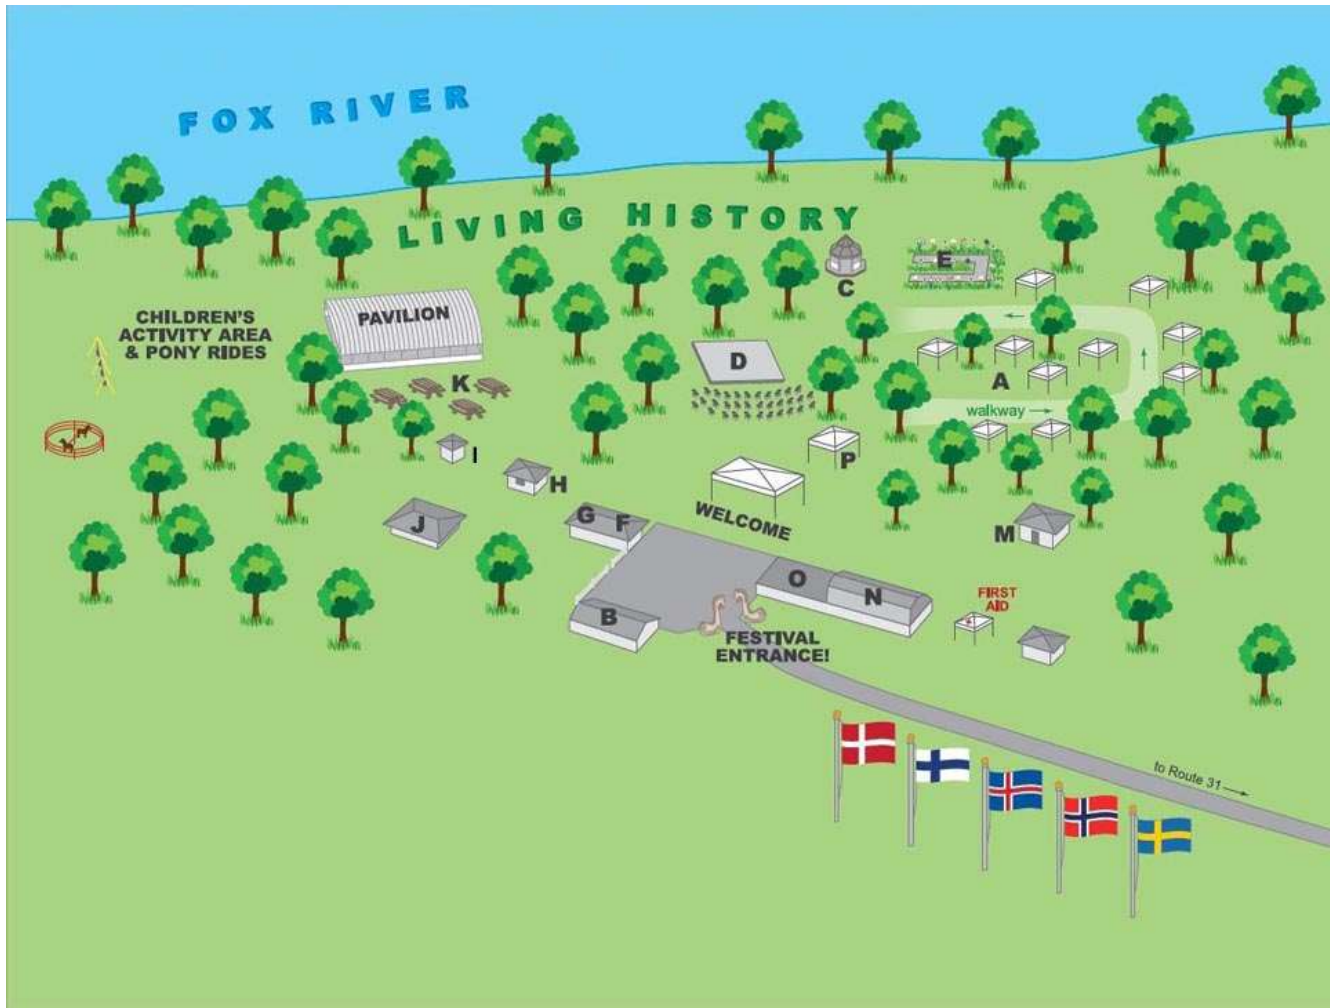 FOX RIVER
LIVING HISTORY
C
E
CHILDREN'S
ACTIVITY AREA
& PONY RIDES
PAVILION
K
D
A
walkway
I
H
P
J
G
F
WELCOME
M
O
N
B
FESTIVAL
ENTRANCE!
FIRST
AID
to Route 31